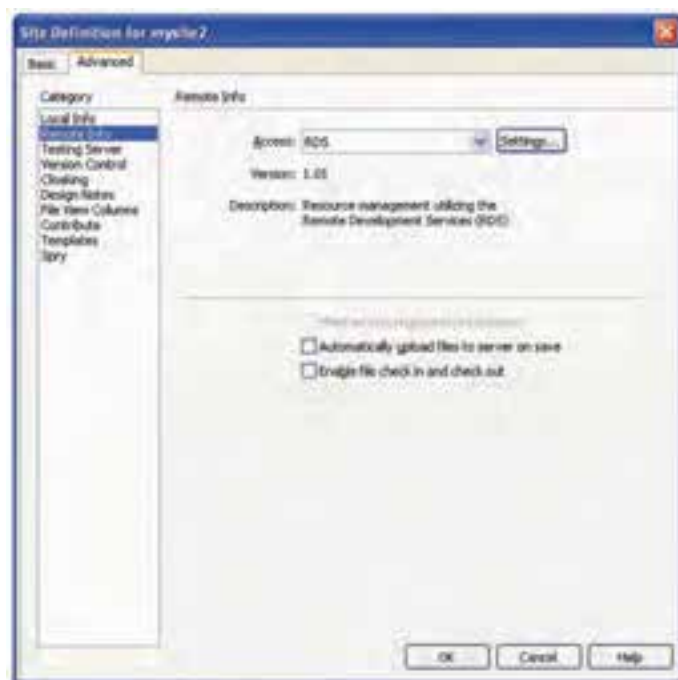 Site Definition for mysite2
Basic Advanced
Category
Local Info
Remote Info
Testing Server
Version Control
Cloaking
Design Notes
File View Columns
Contribute
Templates
Spry
Remote Info
Access: RDS Settings...
Version: 1.05
Description: Resource management utilizing the
Remote Development Services (RDS)
Automatically upload files to server on save
Enable file check in and check out
OK Cancel Help